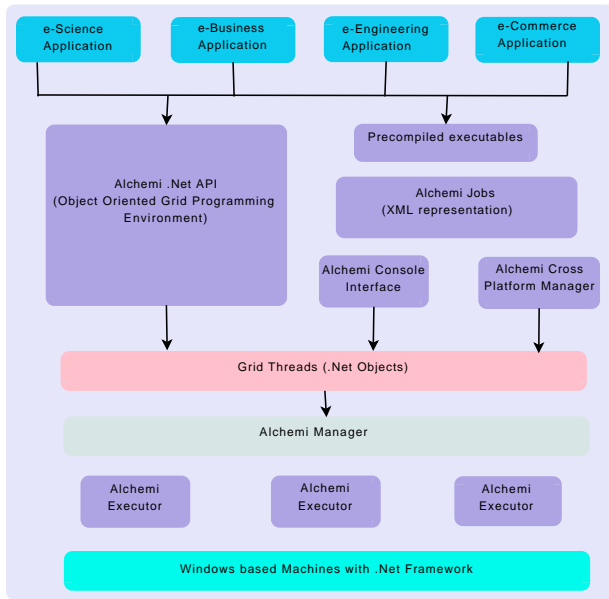 e-Science
Application
e-Business
Application
e-Engineering
Application
e-Commerce
Application
Alchemi .Net API
(Object Oriented Grid Programming
Environment)
Precompiled executables
Alchemi Jobs
(XML representation)
Alchemi Console
Interface
Alchemi Cross
Platform Manager
Grid Threads (.Net Objects)
Alchemi Manager
Alchemi
Executor
Alchemi
Executor
Alchemi
Executor
Windows based Machines with .Net Framework